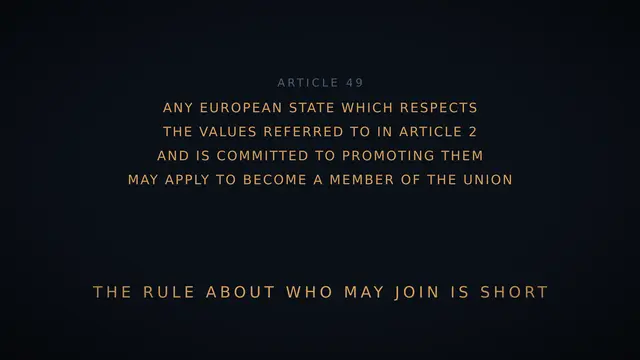 ARTICLE 49
ANY EUROPEAN STATE WHICH RESPECTS
THE VALUES REFERRED TO IN ARTICLE 2
AND IS COMMITTED TO PROMOTING THEM
MAY APPLY TO BECOME A MEMBER OF THE UNION
THE RULE ABOUT WHO MAY JOIN IS SHORT